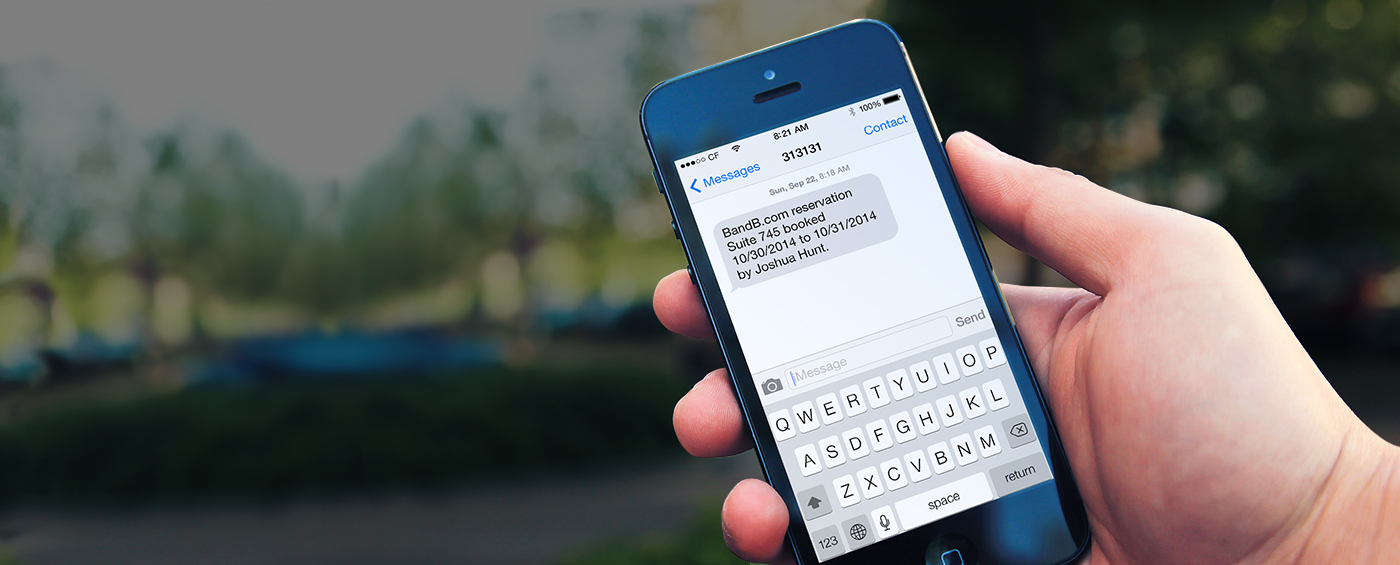 CF 8:21 AM 100%
Messages 313131 Contact
Sun, Sep 22, 8:18 AM
BandB.com reservation
Suite 745 booked
10/30/2014 to 10/31/2014
by Joshua Hunt.
Message Send
Q W E R T Y U I O P
A S D F G H J K L
Z X C V B N M
123 space return